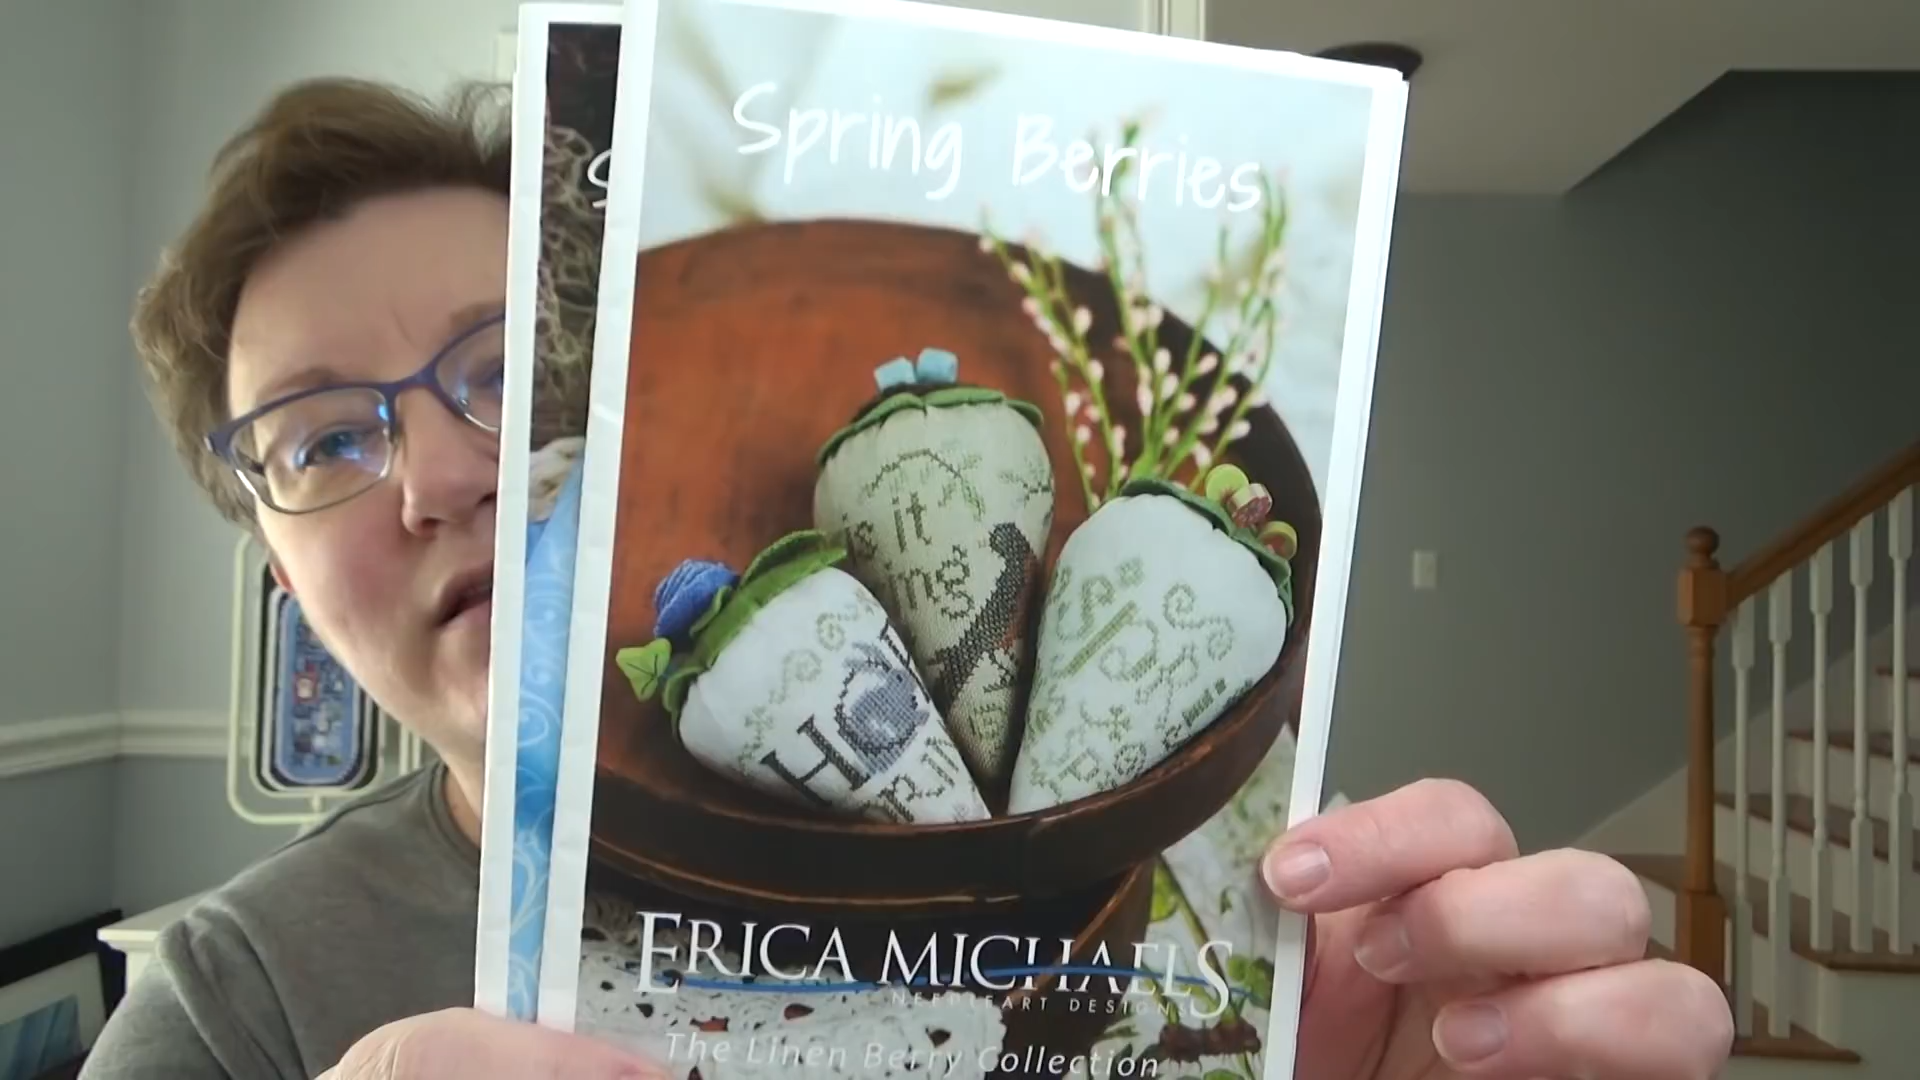 Spring Berries
is it
ing
ERICA MICHAELS
NEEDLEART DESIGNS
The Linen Berry Collection